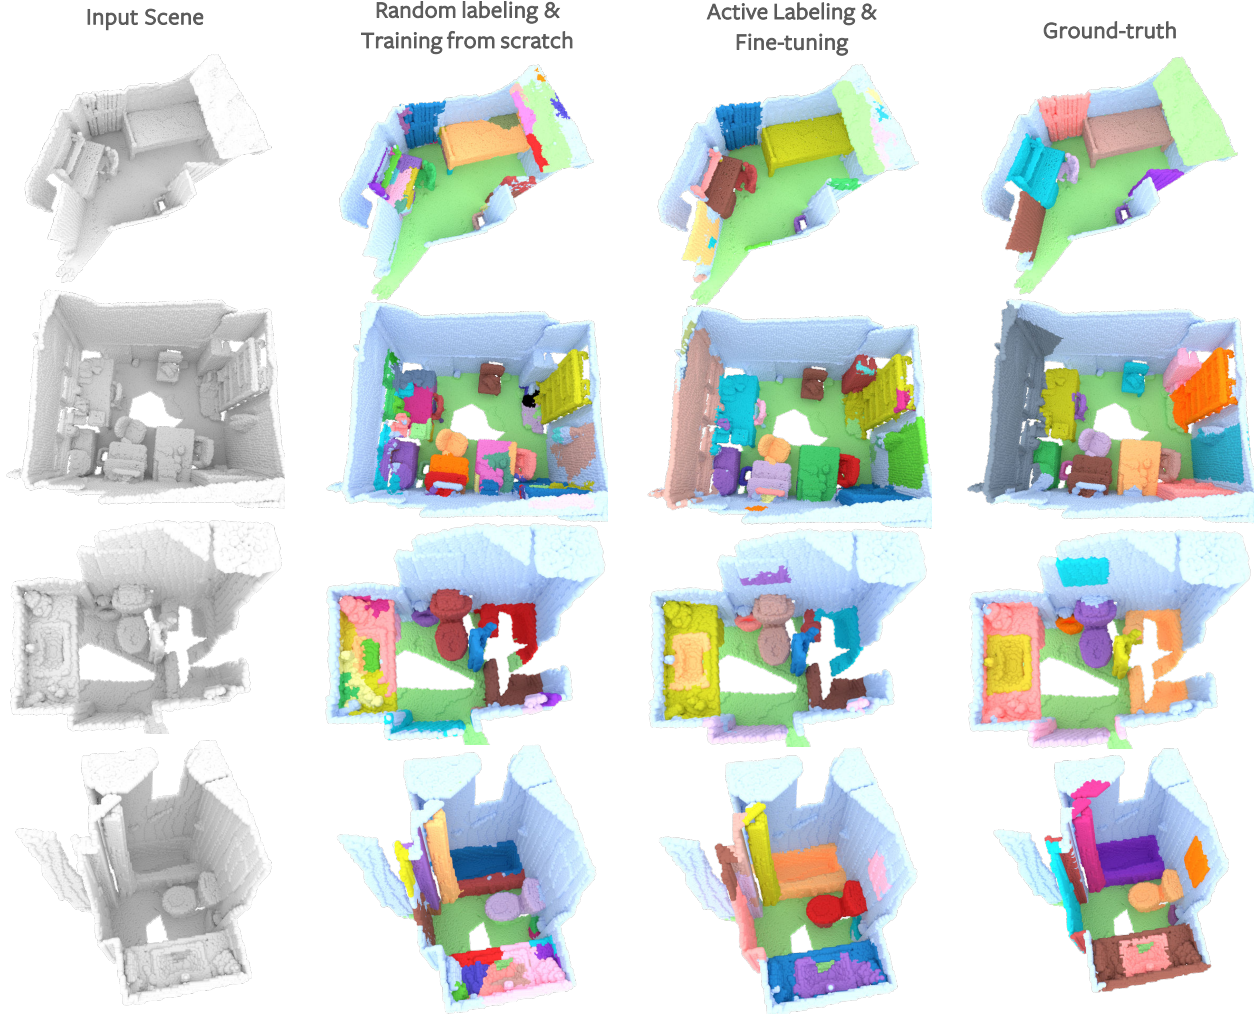 Input Scene
Random labeling &
Training from scratch
Active Labeling &
Fine-tuning
Ground-truth